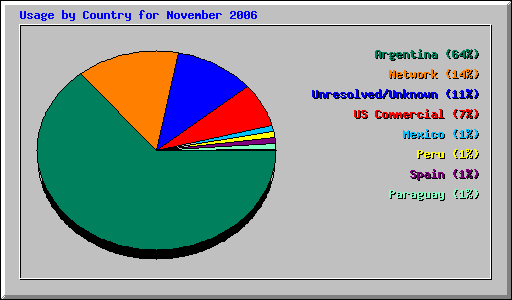 Usage by Country for November 2006
Argentina (64%)
Network (14%)
Unresolved/Unknown (11%)
US Commercial (7%)
Mexico (1%)
Peru (1%)
Spain (1%)
Paraguay (1%)